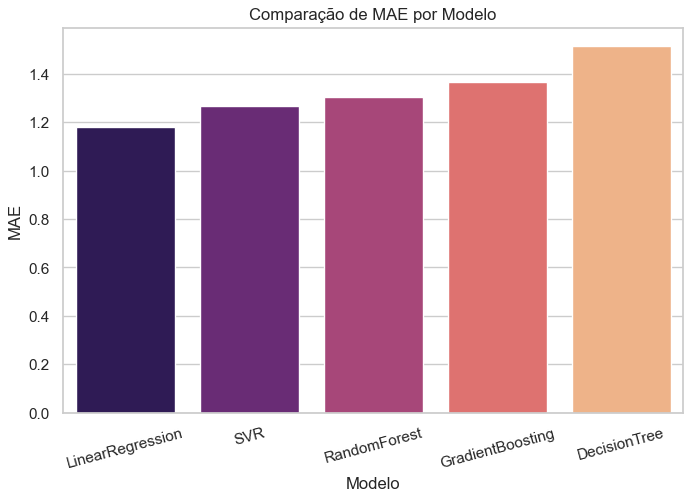 Comparação de MAE por Modelo
MAE
1.4
1.2
1.0
0.8
0.6
0.4
0.2
0.0
LinearRegression
SVR
RandomForest
GradientBoosting
DecisionTree
Modelo